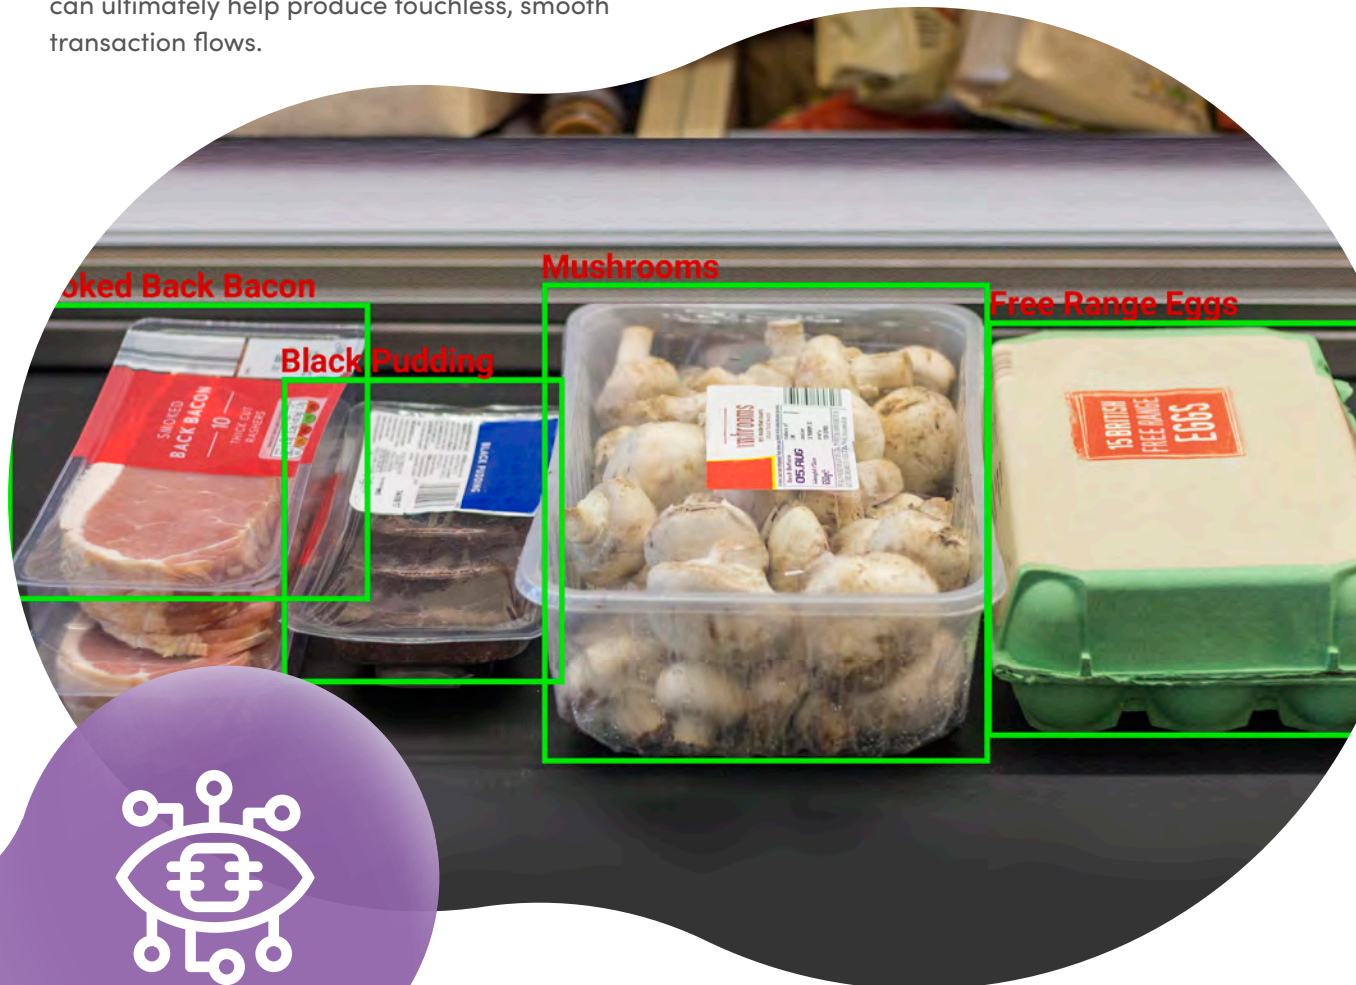 can ultimately help produce touchless, smooth
transaction flows.
oked Back Bacon
Mushrooms
Free Range Eggs
Black Pudding
SMOKED
BACK BACON
10
THICK CUT
RASHERS
BLACK PUDDING
05 AUG
15 BRITISH
FREE RANGE
EGGS